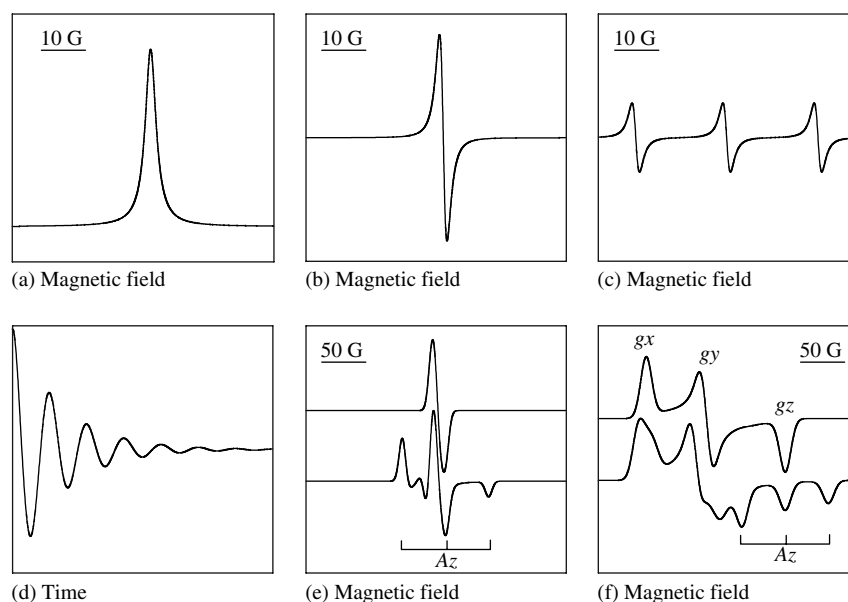 10 G
10 G
10 G
(a) Magnetic field
(b) Magnetic field
(c) Magnetic field
50 G
gx
gy
gz
50 G
Az
Az
(d) Time
(e) Magnetic field
(f) Magnetic field